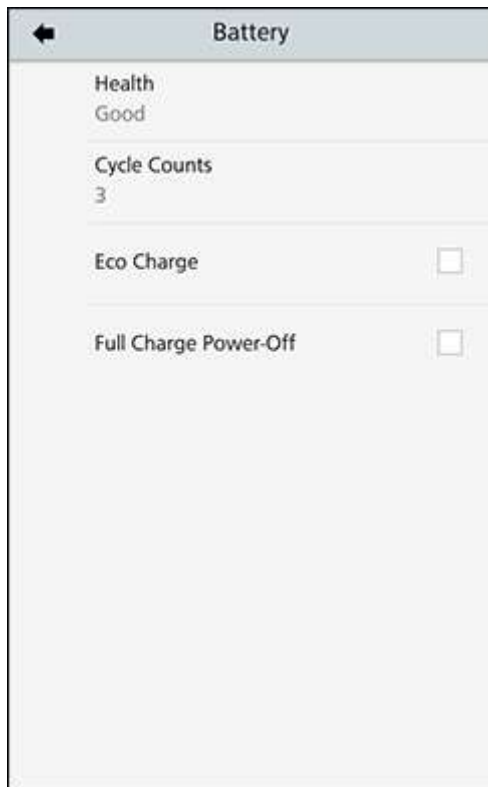 Battery
Health
Good
Cycle Counts
3
Eco Charge
Full Charge Power-Off